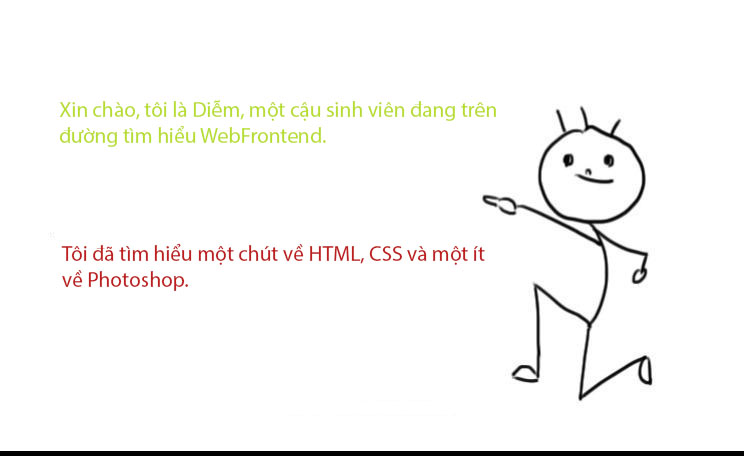 Xin chào, tôi là Diễm, một cậu sinh viên đang trên
đường tìm hiểu WebFrontend.
Tôi đã tìm hiểu một chút về HTML, CSS và một ít
về Photoshop.